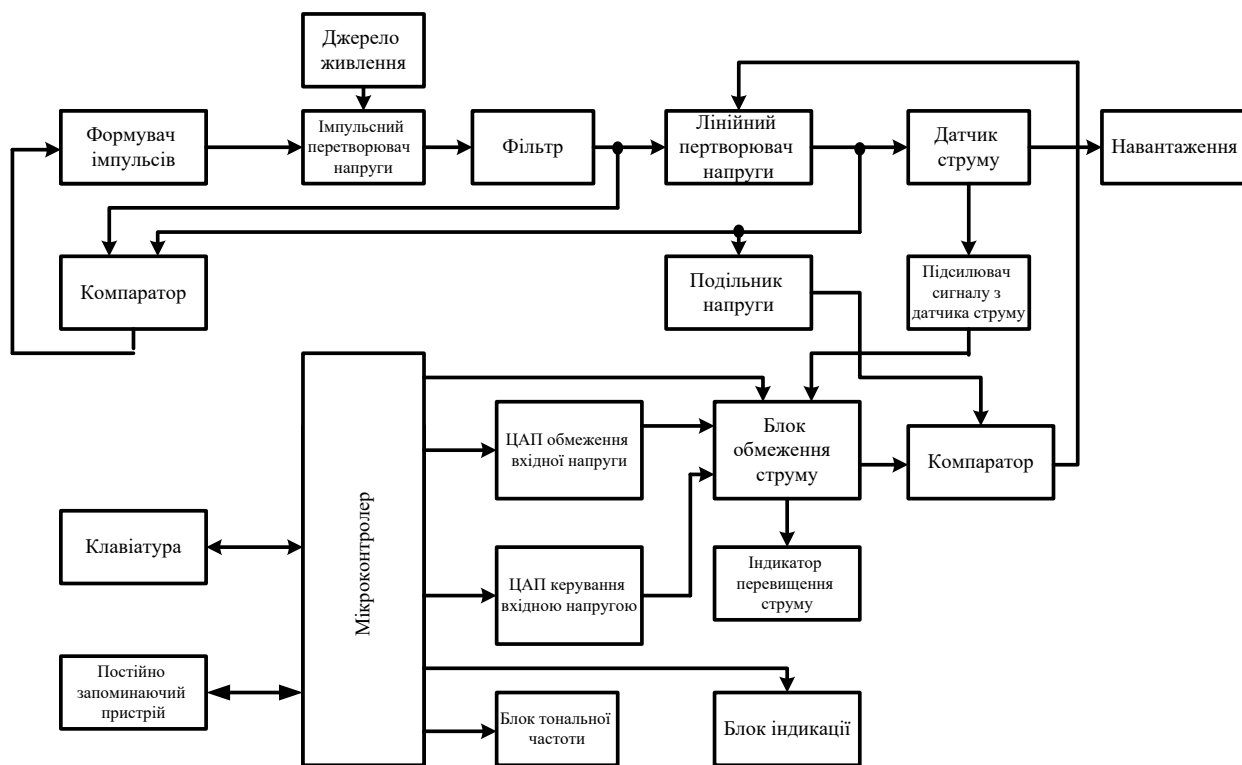 Джерело
живлення
Формувач
імпульсів
Імпульсний
перетворювач
напруги
Фільтр
Лінійний
пертворювач
напруги
Датчик
струму
Навантаження
Компаратор
Подільник
напруги
Підсилювач
сигналу з
датчика струму
Мікроконтролер
ЦАП обмеження
вхідної напруги
Блок
обмеження
струму
Компаратор
Клавіатура
ЦАП керування
вхідною напругою
Індикатор
перевищення
струму
Постійно
запоминаючий
пристрій
Блок тональної
частоти
Блок індикації